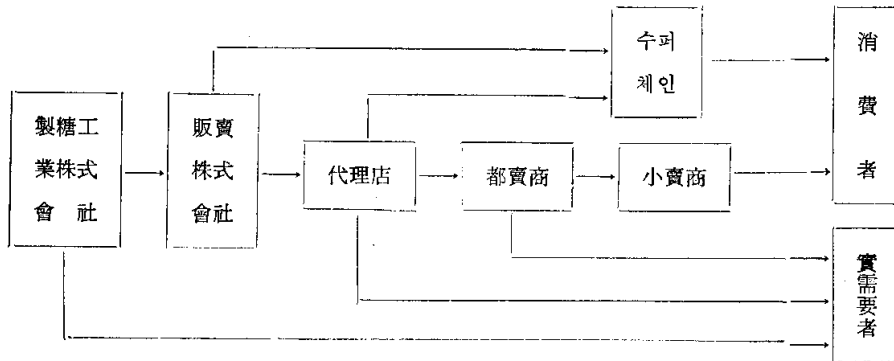 製糖工
業株式
會 社
販賣
株式
會社
代理店
都賣商
小賣商
수퍼
체인
消
費
者
實
需
要
者